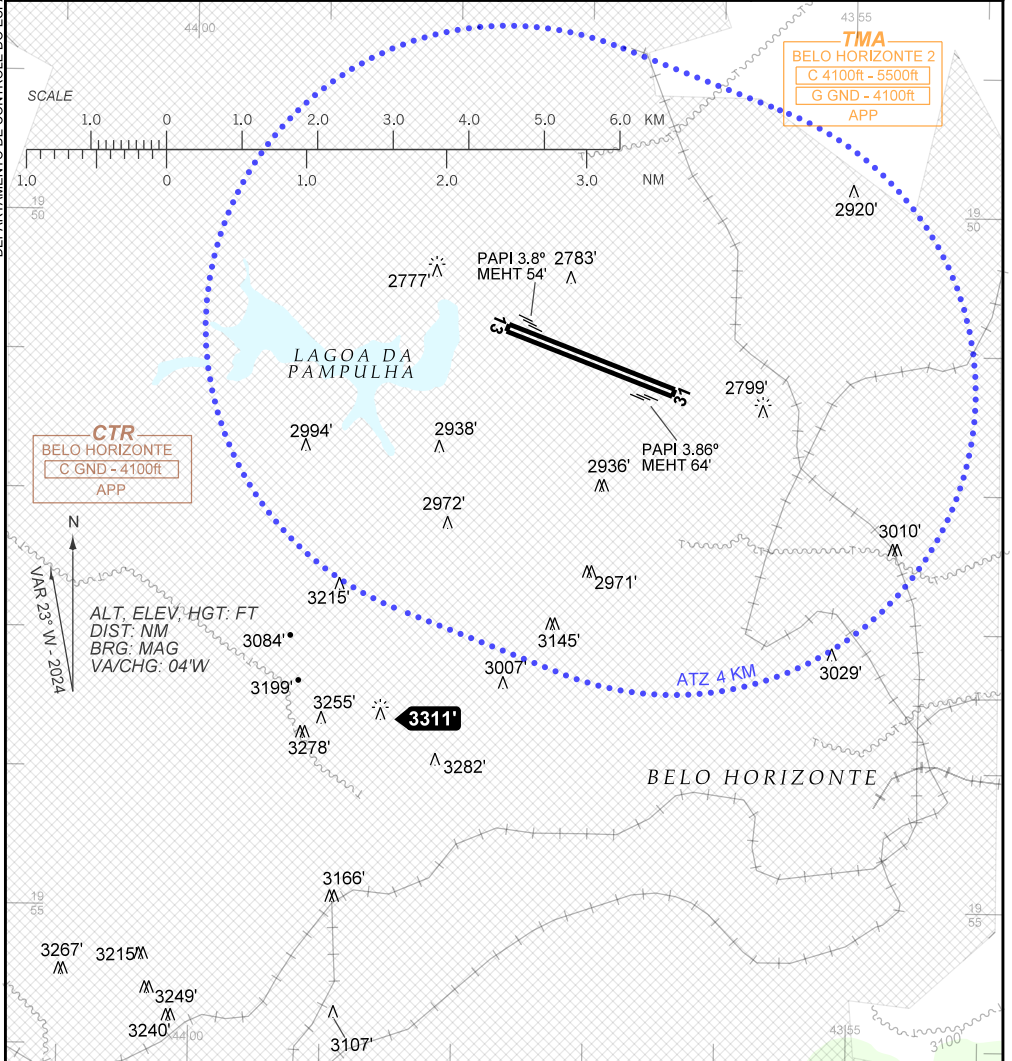 44 00
43 55
TMA
BELO HORIZONTE 2
C 4100ft - 5500ft
G GND - 4100ft
APP
SCALE
1.0 0 1.0 2.0 3.0 4.0 5.0 6.0 KM
1.0 0 1.0 2.0 3.0 NM
19
50
19
50
2920'
2777'
PAPI 3.8º
MEHT 54'
2783'
13
31
LAGOA DA
PAMPULHA
2799'
PAPI 3.86º
MEHT 64'
2994'
2938'
2936'
CTR
BELO HORIZONTE
C GND - 4100ft
APP
2972'
3010'
N
VAR 23° W - 2024
2971'
3215'
ALT, ELEV, HGT: FT
DIST: NM
BRG: MAG
VA/CHG: 04'W
3084'
3145'
3007'
ATZ 4 KM
3029'
3199'
3255'
3311'
3278'
3282'
BELO HORIZONTE
3166'
19
55
19
55
3267'
3215'
3249'
3240'
3107'
44 00
43 55
3100